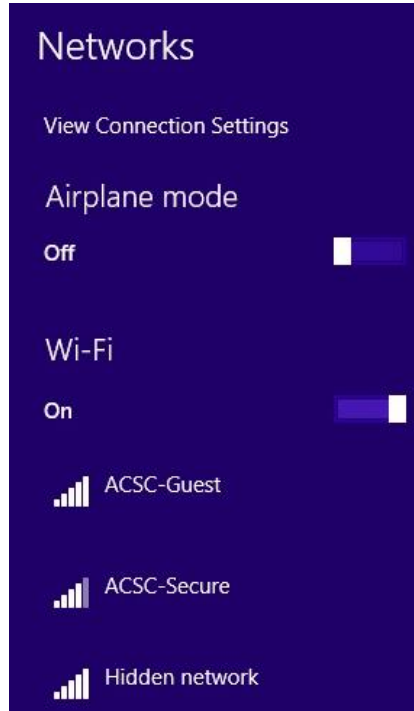 Networks
View Connection Settings
Airplane mode
Off
Wi-Fi
On
ACSC-Guest
ACSC-Secure
Hidden network